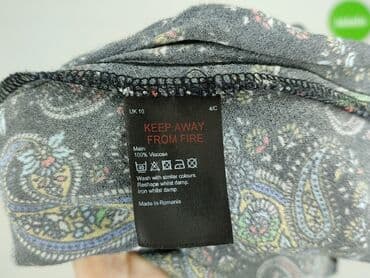 UK 10 4/C
KEEP AWAY
FROM FIRE
Main:
100% Viscose
Wash with similar colours.
Reshape whilst damp.
Iron whilst damp.
Made in Romania